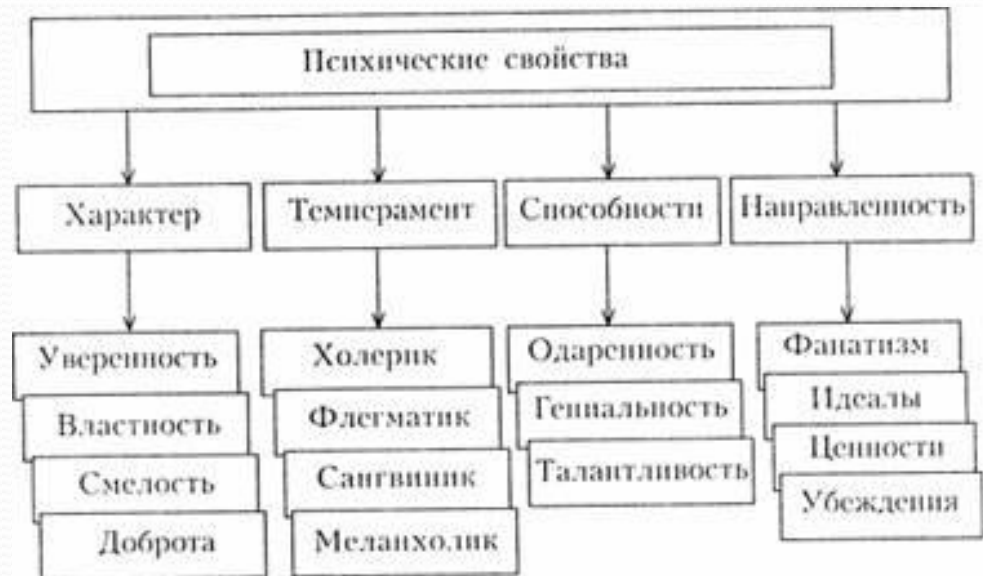 Психические свойства
Характер
Темперамент
Способности
Направленность
Уверенность
Властность
Смелость
Доброта
Холерик
Флегматик
Сангвиник
Меланхолик
Одаренность
Гениальность
Талантливость
Фанатизм
Идеалы
Ценности
Убеждения